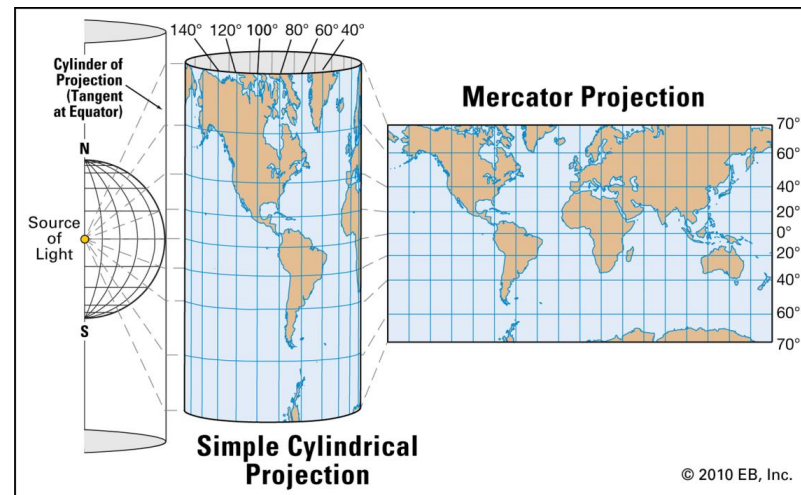 140° 120° 100° 80° 60° 40°
Cylinder of
Projection
(Tangent
at Equator)
N
Source
of
Light
S
Simple Cylindrical
Projection
Mercator Projection
70°
60°
40°
20°
0°
20°
40°
60°
70°
© 2010 EB, Inc.